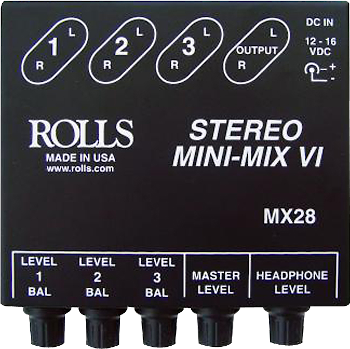 1 L R
2 L R
3 L R
OUTPUT L R
DC IN
12 - 16
VDC
- +
- +
ROLLS
MADE IN USA
www.rolls.com
STEREO
MINI-MIX VI
MX28
LEVEL
1
BAL
LEVEL
2
BAL
LEVEL
3
BAL
MASTER
LEVEL
HEADPHONE
LEVEL